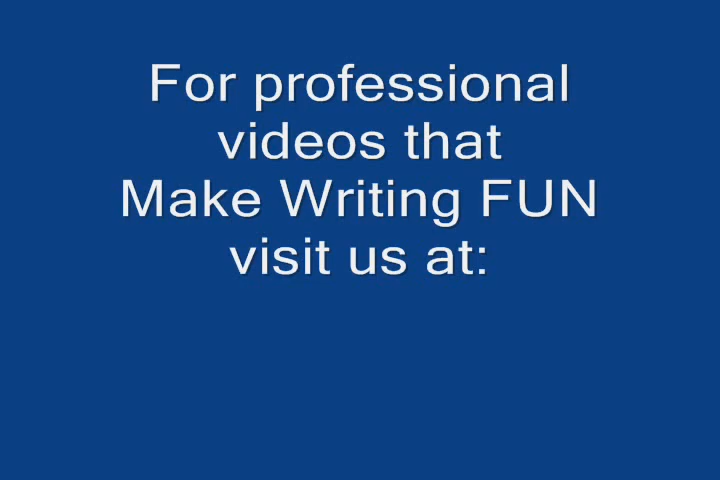 For professional
videos that
Make Writing FUN
visit us at: